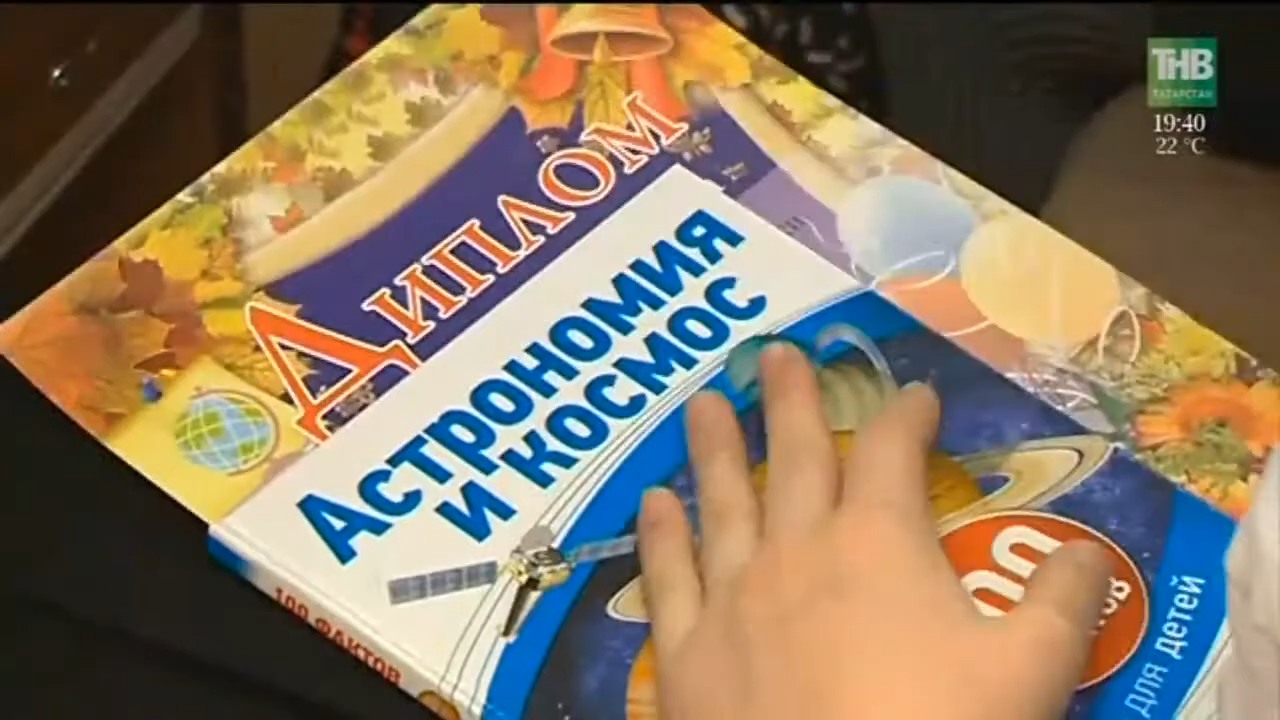 ТНВ
ТАТАРСТАН
19:40
22 °C
Диплом
Астрономия
и космос
100 ФАКТОВ
для детей